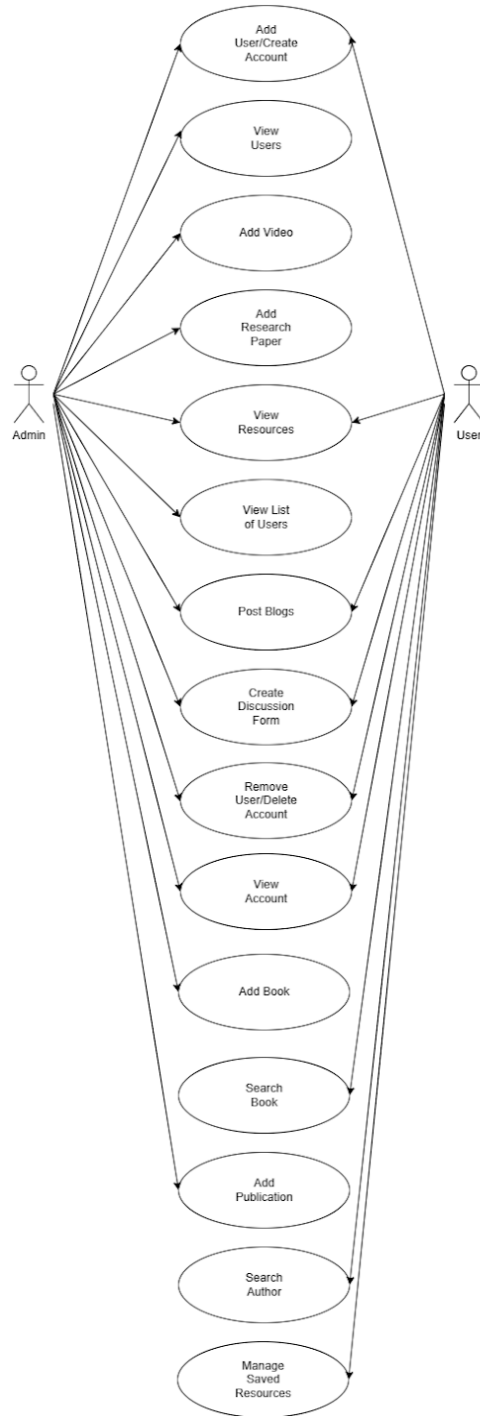 Add
User/Create
Account
View
Users
Add Video
Add
Research
Paper
Admin
User
View
Resources
View List
of Users
Post Blogs
Create
Discussion
Form
Remove
User/Delete
Account
View
Account
Add Book
Search
Book
Add
Publication
Search
Author
Manage
Saved
Resources